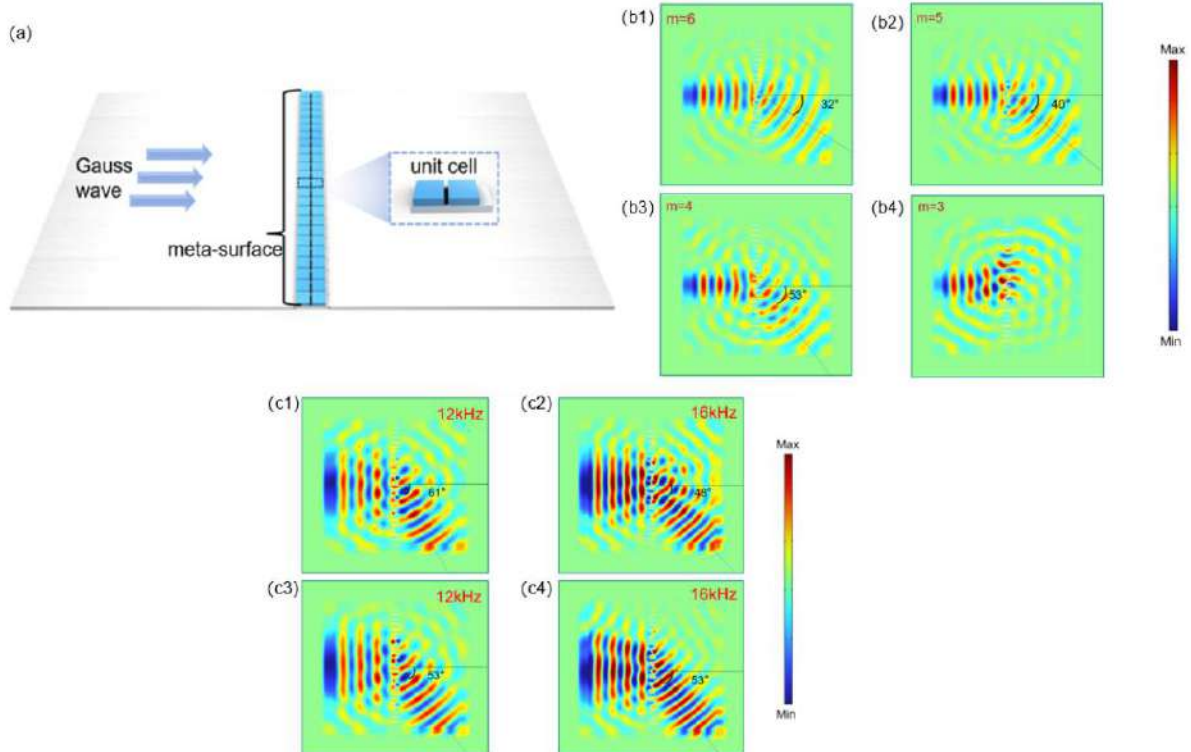 (a)
Gauss
wave
meta-surface
unit cell
(b1)
m=6
32°
(b2)
m=5
40°
(b3)
m=4
53°
(b4)
m=3
Max
Min
(c1)
12kHz
61°
(c2)
16kHz
48°
(c3)
12kHz
53°
(c4)
16kHz
53°
Max
Min